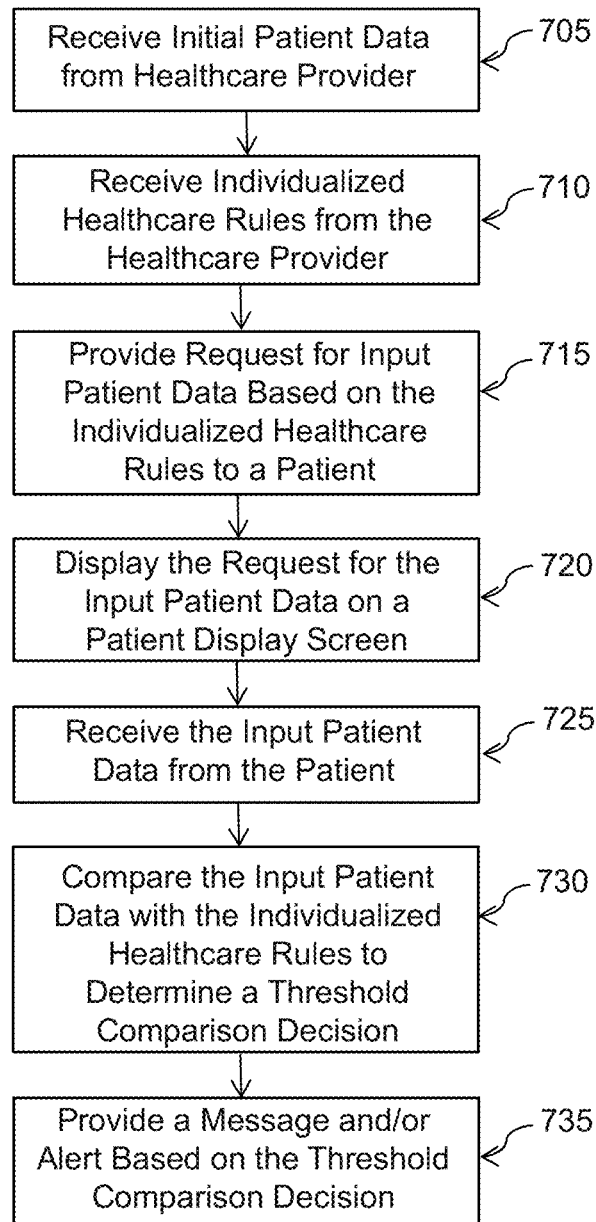 Receive Initial Patient Data
from Healthcare Provider
705
Receive Individualized
Healthcare Rules from the
Healthcare Provider
710
Provide Request for Input
Patient Data Based on the
Individualized Healthcare
Rules to a Patient
715
Display the Request for the
Input Patient Data on a
Patient Display Screen
720
Receive the Input Patient
Data from the Patient
725
Compare the Input Patient
Data with the Individualized
Healthcare Rules to
Determine a Threshold
Comparison Decision
730
Provide a Message and/or
Alert Based on the Threshold
Comparison Decision
735